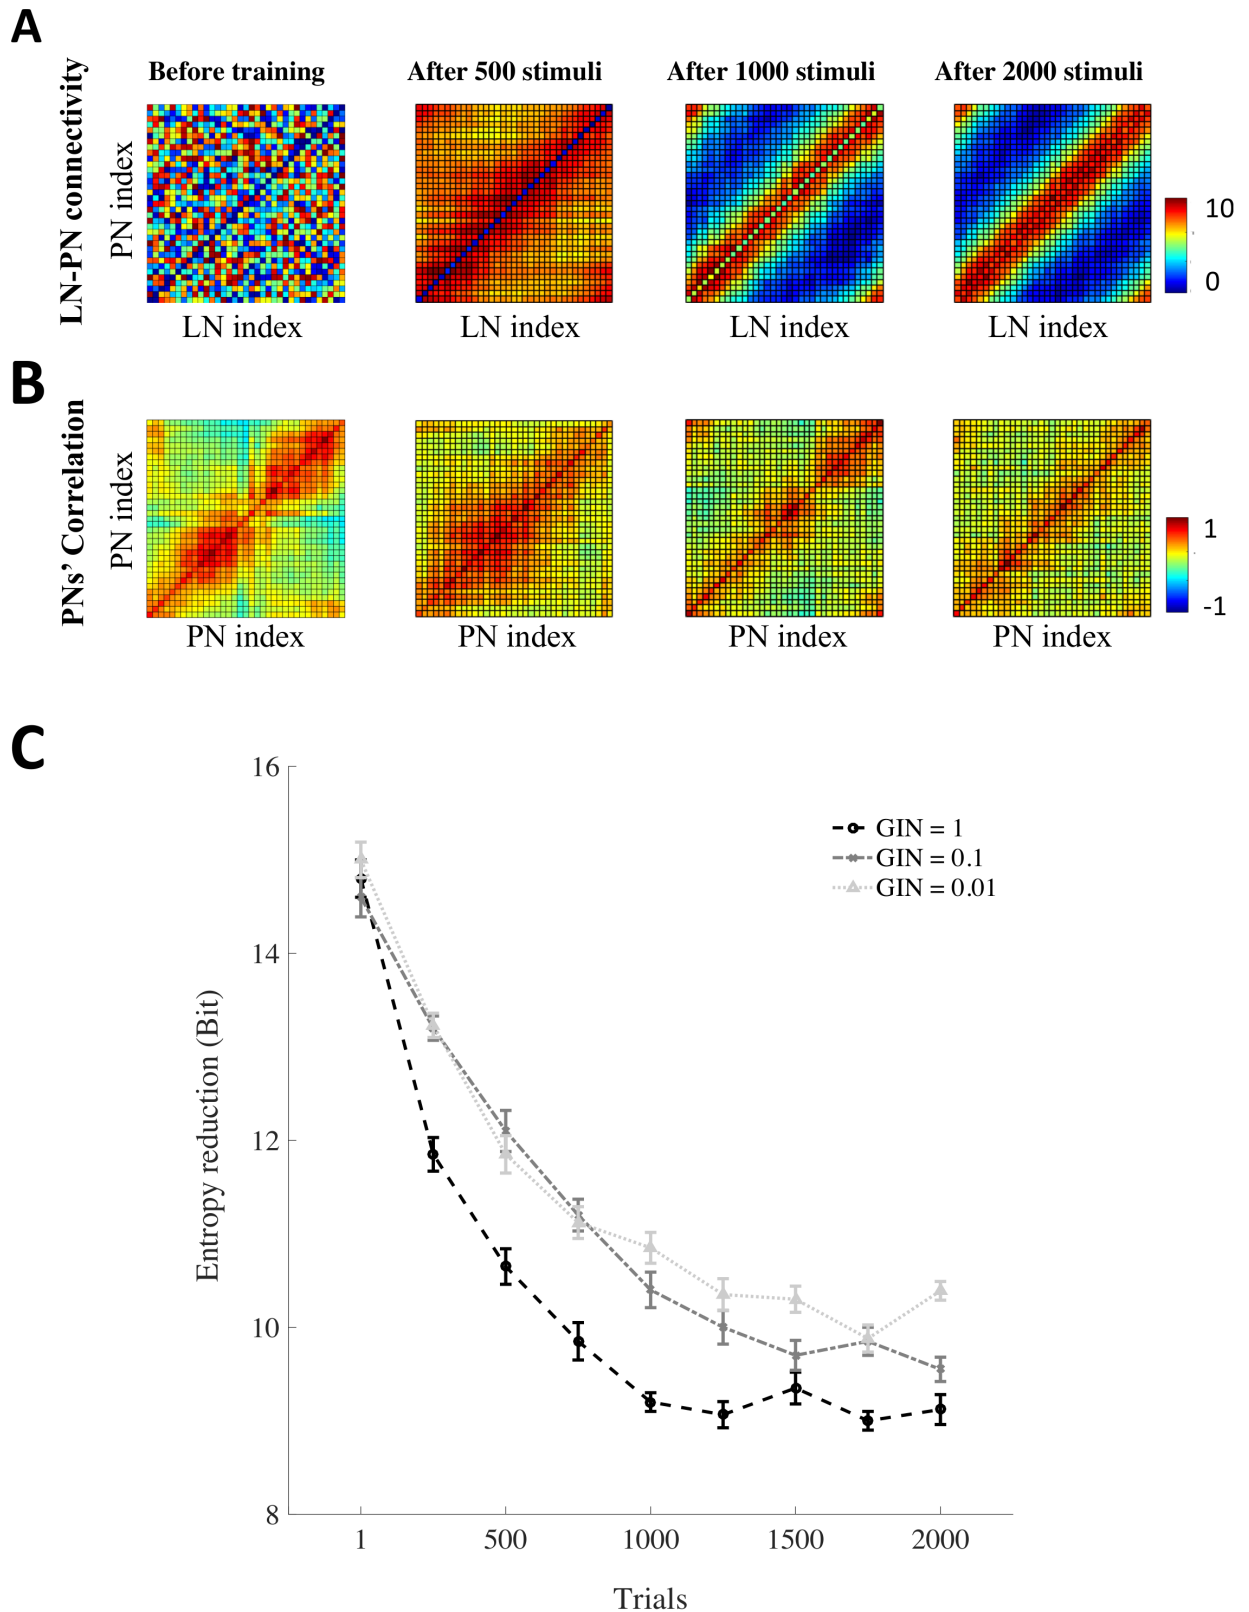 A
Before training After 500 stimuli After 1000 stimuli After 2000 stimuli
LN-PN connectivity
PN index
10
0
LN index LN index LN index LN index
B
PNs' Correlation
PN index
1
-1
PN index PN index PN index PN index
C
16
14
12
10
8
Entropy reduction (Bit)
GIN = 1
GIN = 0.1
GIN = 0.01
1 500 1000 1500 2000
Trials